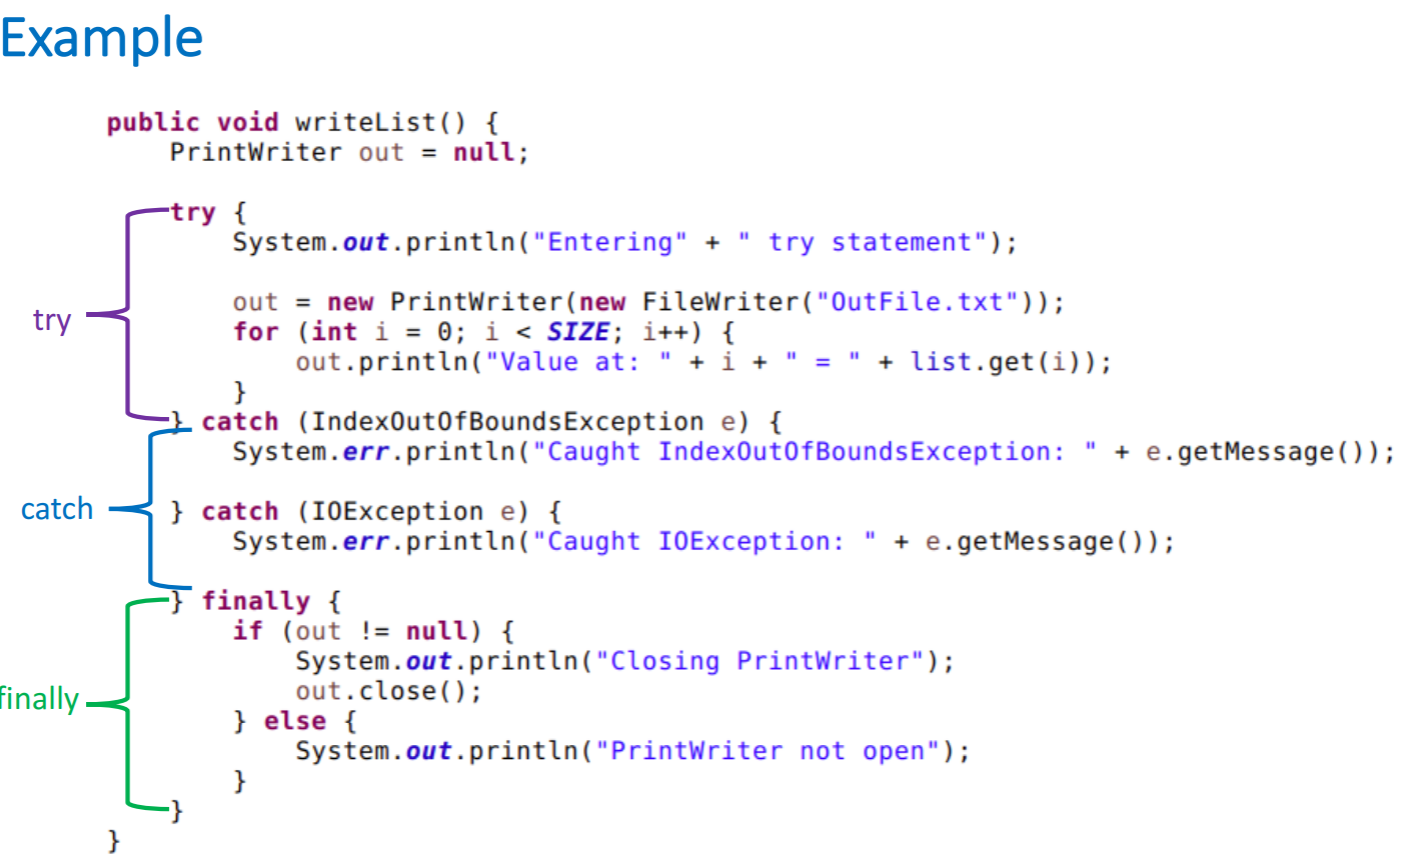 Example
public void writeList() {
PrintWriter out = null;
try {
System.out.println("Entering" + " try statement");
out = new PrintWriter(new FileWriter("OutFile.txt"));
for (int i = 0; i < SIZE; i++) {
try
out.println("Value at: " + i + " = " + list.get(i));
}
} catch (IndexOutOfBoundsException e) {
System.err.println("Caught IndexOutOfBoundsException: " + e.getMessage());
catch
} catch (IOException e) {
System.err.println("Caught IOException: " + e.getMessage());
} finally {
if (out != null) {
System.out.println("Closing PrintWriter");
out.close();
finally
} else {
System.out.println("PrintWriter not open");
}
}
}